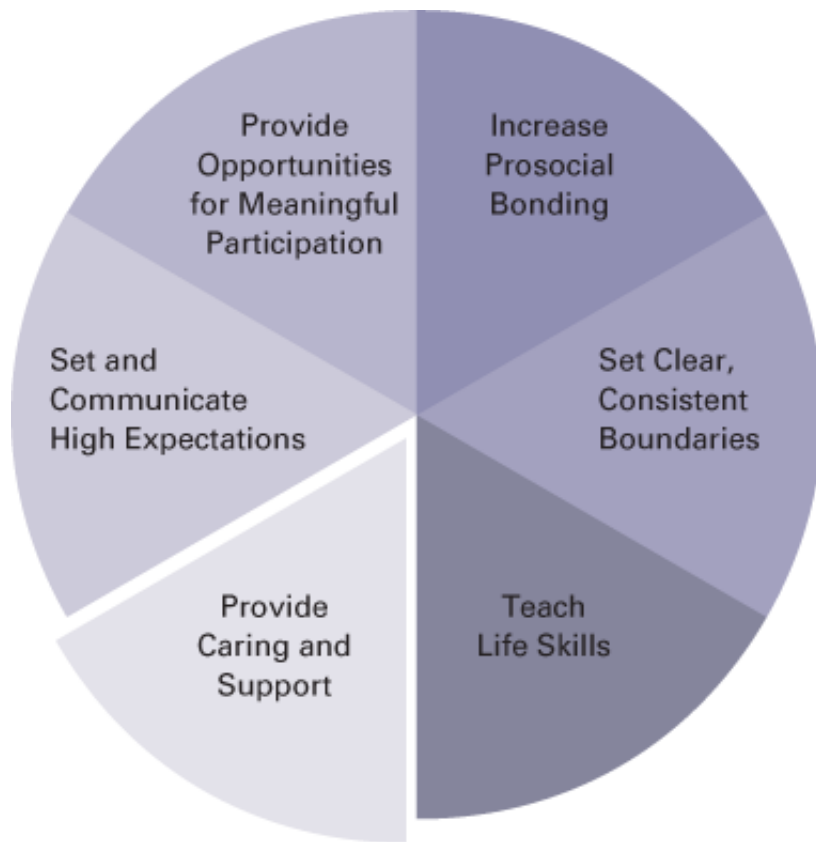 Provide
Opportunities
for Meaningful
Participation
Increase
Prosocial
Bonding
Set and
Communicate
High Expectations
Set Clear,
Consistent
Boundaries
Provide
Caring and
Support
Teach
Life Skills